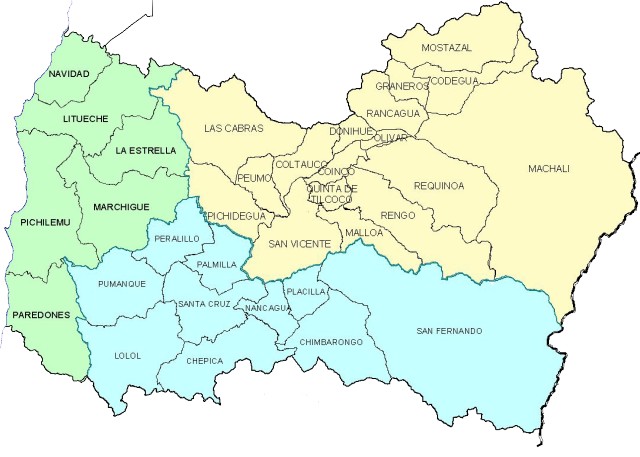 MOSTAZAL
NAVIDAD
GRANEROS
CODEGUA
LITUECHE
RANCAGUA
LAS CABRAS
DONIHUE
OLIVAR
LA ESTRELLA
COLTAUCO
MACHALI
COINCO
PEUMO
REQUINOA
QUINTA DE
TILCOCO
MARCHIGUE
PICHIDEGUA
RENGO
PICHILEMU
MALLOA
PERALILLO
SAN VICENTE
PALMILLA
PUMANQUE
PLACILLA
SANTA CRUZ
NANCAGUA
PAREDONES
SAN FERNANDO
CHIMBARONGO
LOLOL
CHEPICA